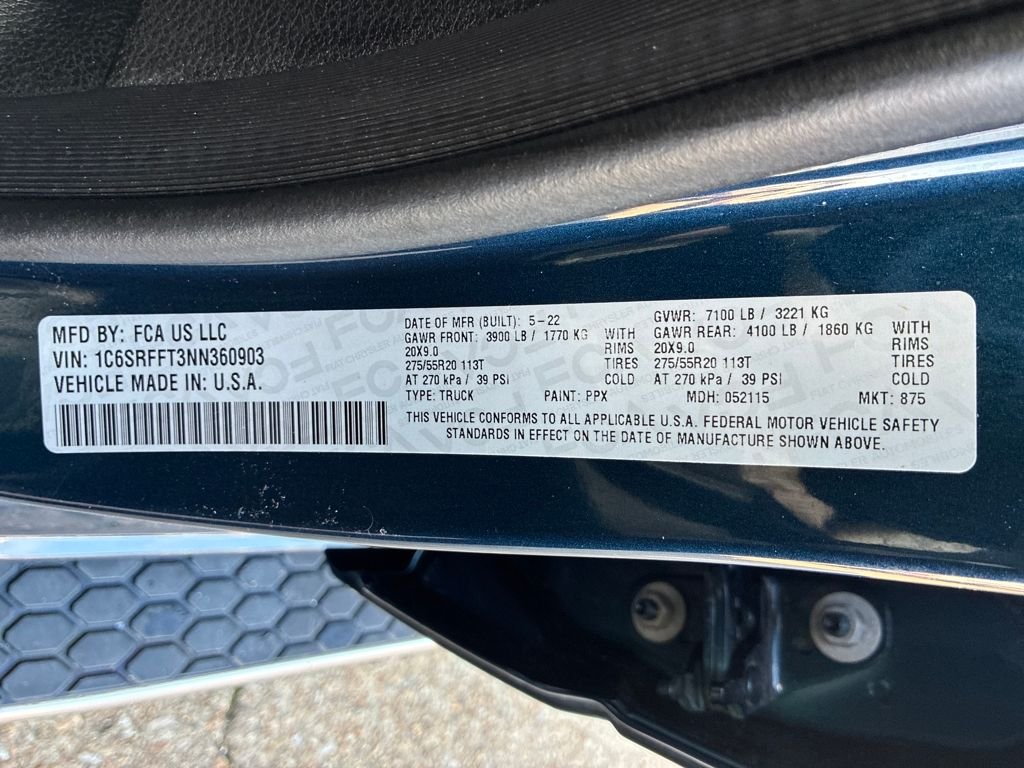 MFD BY: FCA US LLC
VIN: 1C6SRFFT3NN360903
VEHICLE MADE IN: U.S.A.
DATE OF MFR (BUILT): 5-22
GAWR FRONT: 3900 LB / 1770 KG WITH
20X9.0 RIMS
275/55R20 113T TIRES
AT 270 kPa / 39 PSI COLD
TYPE: TRUCK PAINT: PPX
GVWR: 7100 LB / 3221 KG
GAWR REAR: 4100 LB / 1860 KG WITH
20X9.0 RIMS
275/55R20 113T TIRES
AT 270 kPa / 39 PSI COLD
MDH: 052115 MKT: 875
THIS VEHICLE CONFORMS TO ALL APPLICABLE U.S.A. FEDERAL MOTOR VEHICLE SAFETY
STANDARDS IN EFFECT ON THE DATE OF MANUFACTURE SHOWN ABOVE.